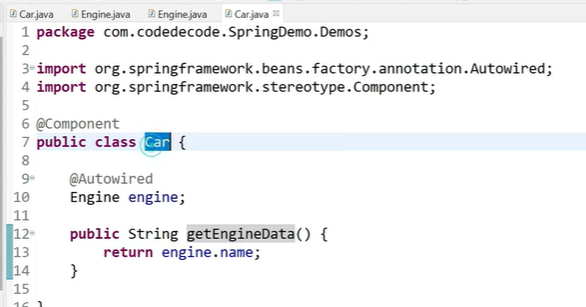 Car.java Engine.java Engine.java Car.java
1 package com.codedecode.SpringDemo.Demos;
2
3 import org.springframework.beans.factory.annotation.Autowired;
4 import org.springframework.stereotype.Component;
5
6 @Component
7 public class Car {
8
9 @Autowired
10 Engine engine;
11
12 public String getEngineData() {
13 return engine.name;
14 }
15
16 }